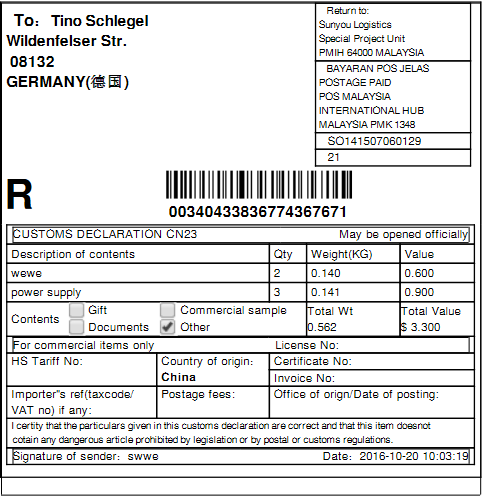 To: Tino Schlegel
Wildenfelser Str.
08132
GERMANY(德国)
Return to:
Sunyou Logistics
Special Project Unit
PMIH 64000 MALAYSIA
BAYARAN POS JELAS
POSTAGE PAID
POS MALAYSIA
INTERNATIONAL HUB
MALAYSIA PMK 1348
SO141507060129
21
R
00340433836774367671
CUSTOMS DECLARATION CN23 May be opened officially
Description of contents Qty Weight(KG) Value
wewe 2 0.140 0.600
power supply 3 0.141 0.900
Contents Gift Commercial sample Total Wt Total Value
Documents Other 0.562 $ 3.300
For commercial items only License No:
HS Tariff No: Country of origin: Certificate No:
China Invoice No:
Importer"s ref(taxcode/ Postage fees: Office of orign/Date of posting:
VAT no) if any:
I certity that the particulars given in this customs declaration are correct and that this item doesnot
cotain any dangerous article prohibited by legislation or by postal or customs regulations.
Signature of sender: swwe Date: 2016-10-20 10:03:19